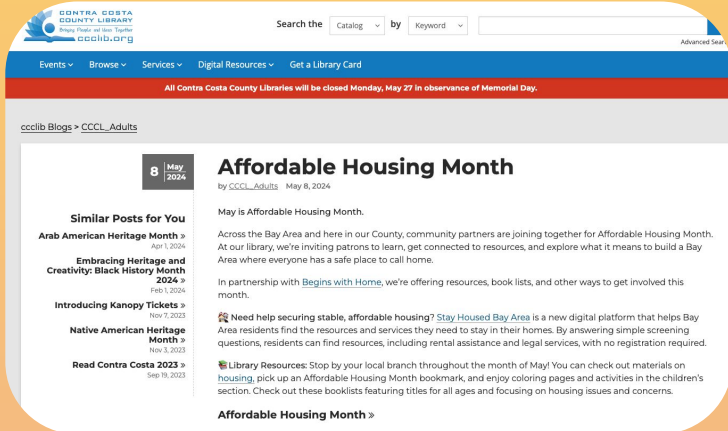 CONTRA COSTA
COUNTY LIBRARY
Bringing People and Ideas Together
ccclib.org
Search the Catalog by Keyword
Advanced Sear
Events Browse Services Digital Resources Get a Library Card
All Contra Costa County Libraries will be closed Monday, May 27 in observance of Memorial Day.
ccclib Blogs > CCCL_Adults
8 May 2024
Affordable Housing Month
by CCCL_Adults May 8, 2024
Similar Posts for You
Arab American Heritage Month »
Apr 1, 2024
Embracing Heritage and
Creativity: Black History Month
2024 »
Feb 1, 2024
Introducing Kanopy Tickets »
Nov 7, 2023
Native American Heritage
Month »
Nov 3, 2023
Read Contra Costa 2023 »
Sep 19, 2023
May is Affordable Housing Month.
Across the Bay Area and here in our County, community partners are joining together for Affordable Housing Month.
At our library, we're inviting patrons to learn, get connected to resources, and explore what it means to build a Bay
Area where everyone has a safe place to call home.
In partnership with Begins with Home, we're offering resources, book lists, and other ways to get involved this
month.
Need help securing stable, affordable housing? Stay Housed Bay Area is a new digital platform that helps Bay
Area residents find the resources and services they need to stay in their homes. By answering simple screening
questions, residents can find resources, including rental assistance and legal services, with no registration required.
Library Resources: Stop by your local branch throughout the month of May! You can check out materials on
housing, pick up an Affordable Housing Month bookmark, and enjoy coloring pages and activities in the children's
section. Check out these booklists featuring titles for all ages and focusing on housing issues and concerns.
Affordable Housing Month »